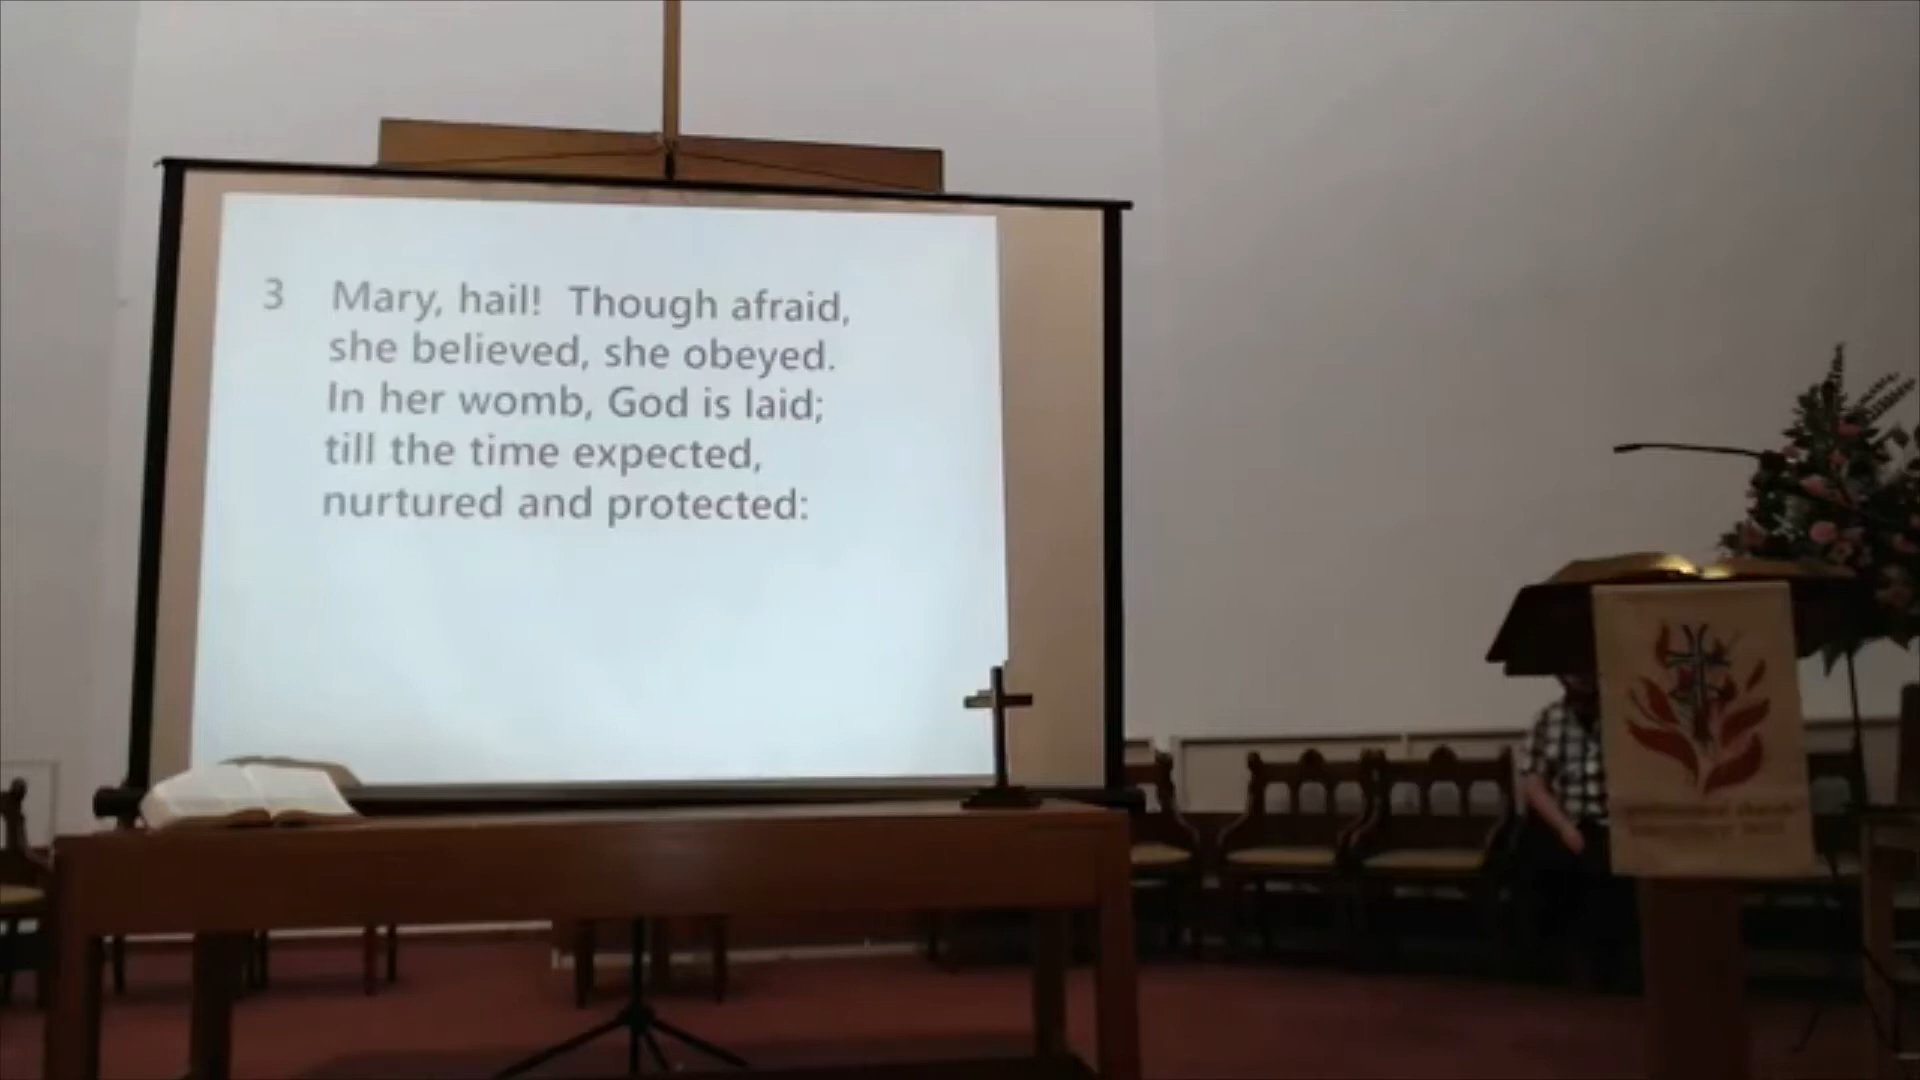 3 Mary, hail! Though afraid,
she believed, she obeyed.
In her womb, God is laid;
till the time expected,
nurtured and protected: